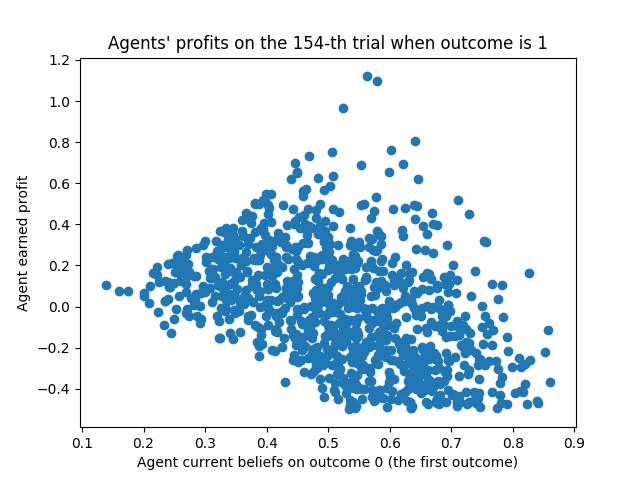 Agents' profits on the 154-th trial when outcome is 1
1.2
1.0
0.8
0.6
0.4
0.2
0.0
−0.2
−0.4
Agent earned profit
0.1 0.2 0.3 0.4 0.5 0.6 0.7 0.8 0.9
Agent current beliefs on outcome 0 (the first outcome)